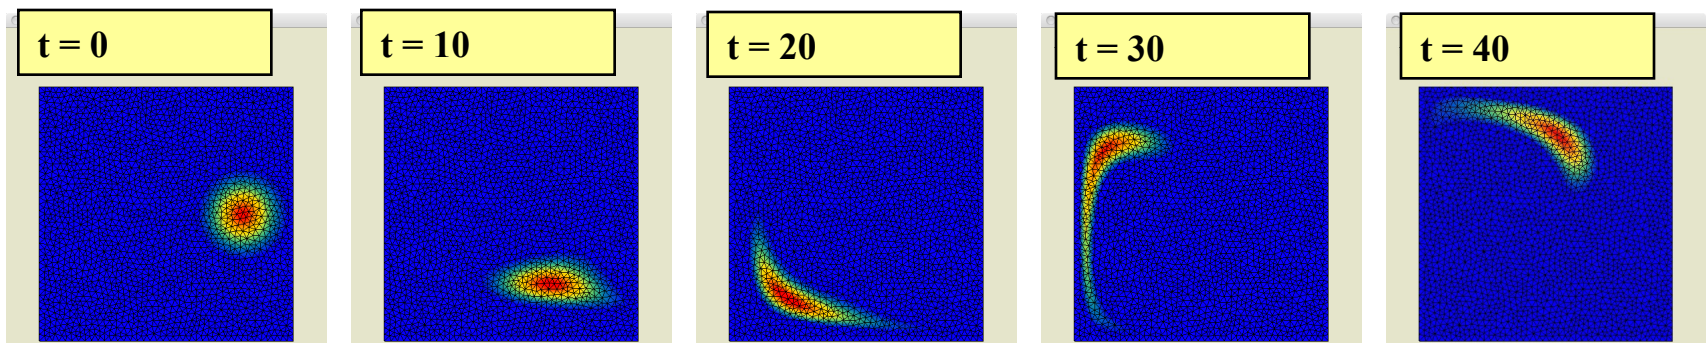 t = 0
t = 10
t = 20
t = 30
t = 40